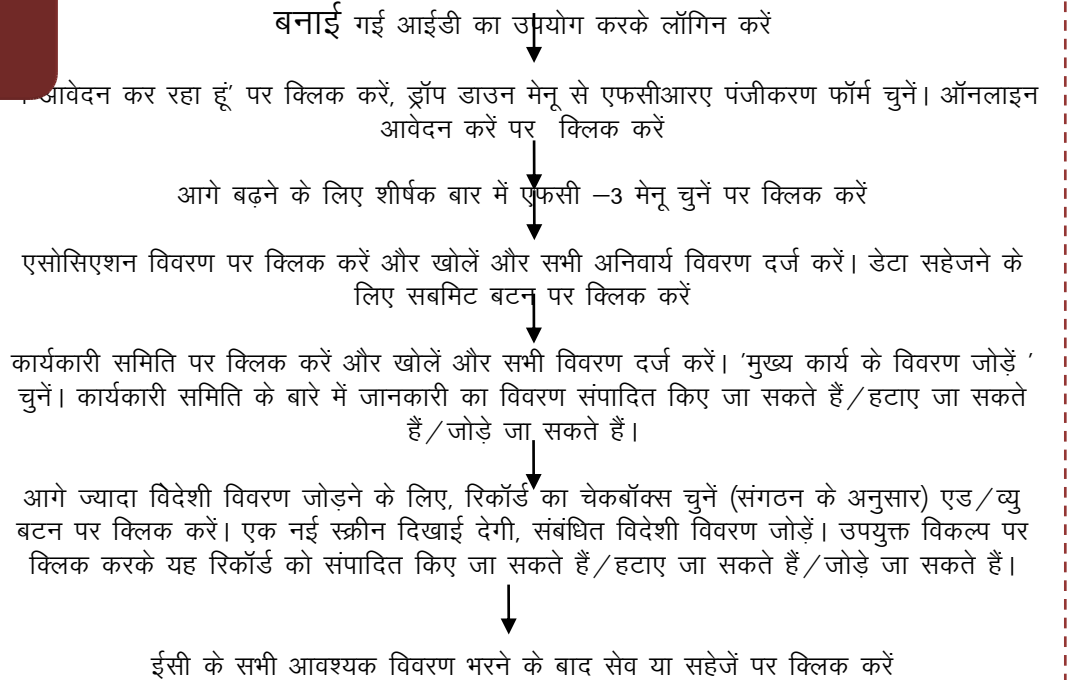 बनाई गई आईडी का उपयोग करके लॉगिन करें
आवेदन कर रहा हूं’ पर क्लिक करें, ड्रॉप डाउन मेनू से एफसीआरए पंजीकरण फॉर्म चुनें। ऑनलाइन
आवेदन करें पर क्लिक करें
आगे बढ़ने के लिए शीर्षक बार में एफसी –3 मेनू चुनें पर क्लिक करें
एसोसिएशन विवरण पर क्लिक करें और खोलें और सभी अनिवार्य विवरण दर्ज करें। डेटा सहेजने के
लिए सबमिट बटन पर क्लिक करें
कार्यकारी समिति पर क्लिक करें और खोलें और सभी विवरण दर्ज करें। ’मुख्य कार्य के विवरण जोड़ें ’
चुनें। कार्यकारी समिति के बारे में जानकारी का विवरण संपादित किए जा सकते हैं/हटाए जा सकते
हैं/जोड़े जा सकते हैं।
आगे ज्यादा विेदेशी विवरण जोड़ने के लिए, रिकॉर्ड का चेकबॉक्स चुनें (संगठन के अनुसार) एड/व्यु
बटन पर क्लिक करें। एक नई स्क्रीन दिखाई देगी, संबंधित विदेशी विवरण जोड़ें। उपयुक्त विकल्प पर
क्लिक करके यह रिकॉर्ड को संपादित किए जा सकते हैं/हटाए जा सकते हैं/जोड़े जा सकते हैं।
ईसी के सभी आवश्यक विवरण भरने के बाद सेव या सहेजें पर क्लिक करें